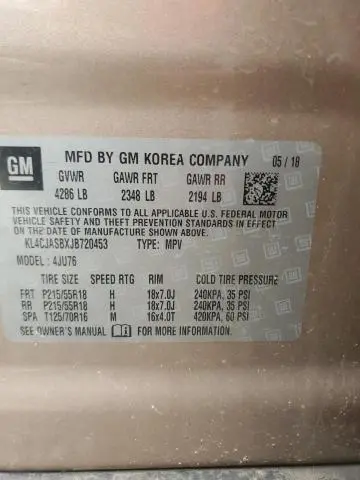 GM
MFD BY GM KOREA COMPANY 05 / 18
GVWR GAWR FRT GAWR RR
4286 LB 2348 LB 2194 LB
THIS VEHICLE CONFORMS TO ALL APPLICABLE U.S. FEDERAL MOTOR
VEHICLE SAFETY AND THEFT PREVENTION STANDARDS IN EFFECT
ON THE DATE OF MANUFACTURE SHOWN ABOVE.
KL4CJASBXJB720453 TYPE: MPV
MODEL: 4JU76
TIRE SIZE SPEED RTG RIM COLD TIRE PRESSURE
FRT P215/55R18 H 18x7.0J 240KPA, 35 PSI
RR P215/55R18 H 18x7.0J 240KPA, 35 PSI
SPA T125/70R16 M 16x4.0T 420KPA, 60 PSI
SEE OWNER'S MANUAL FOR MORE INFORMATION.